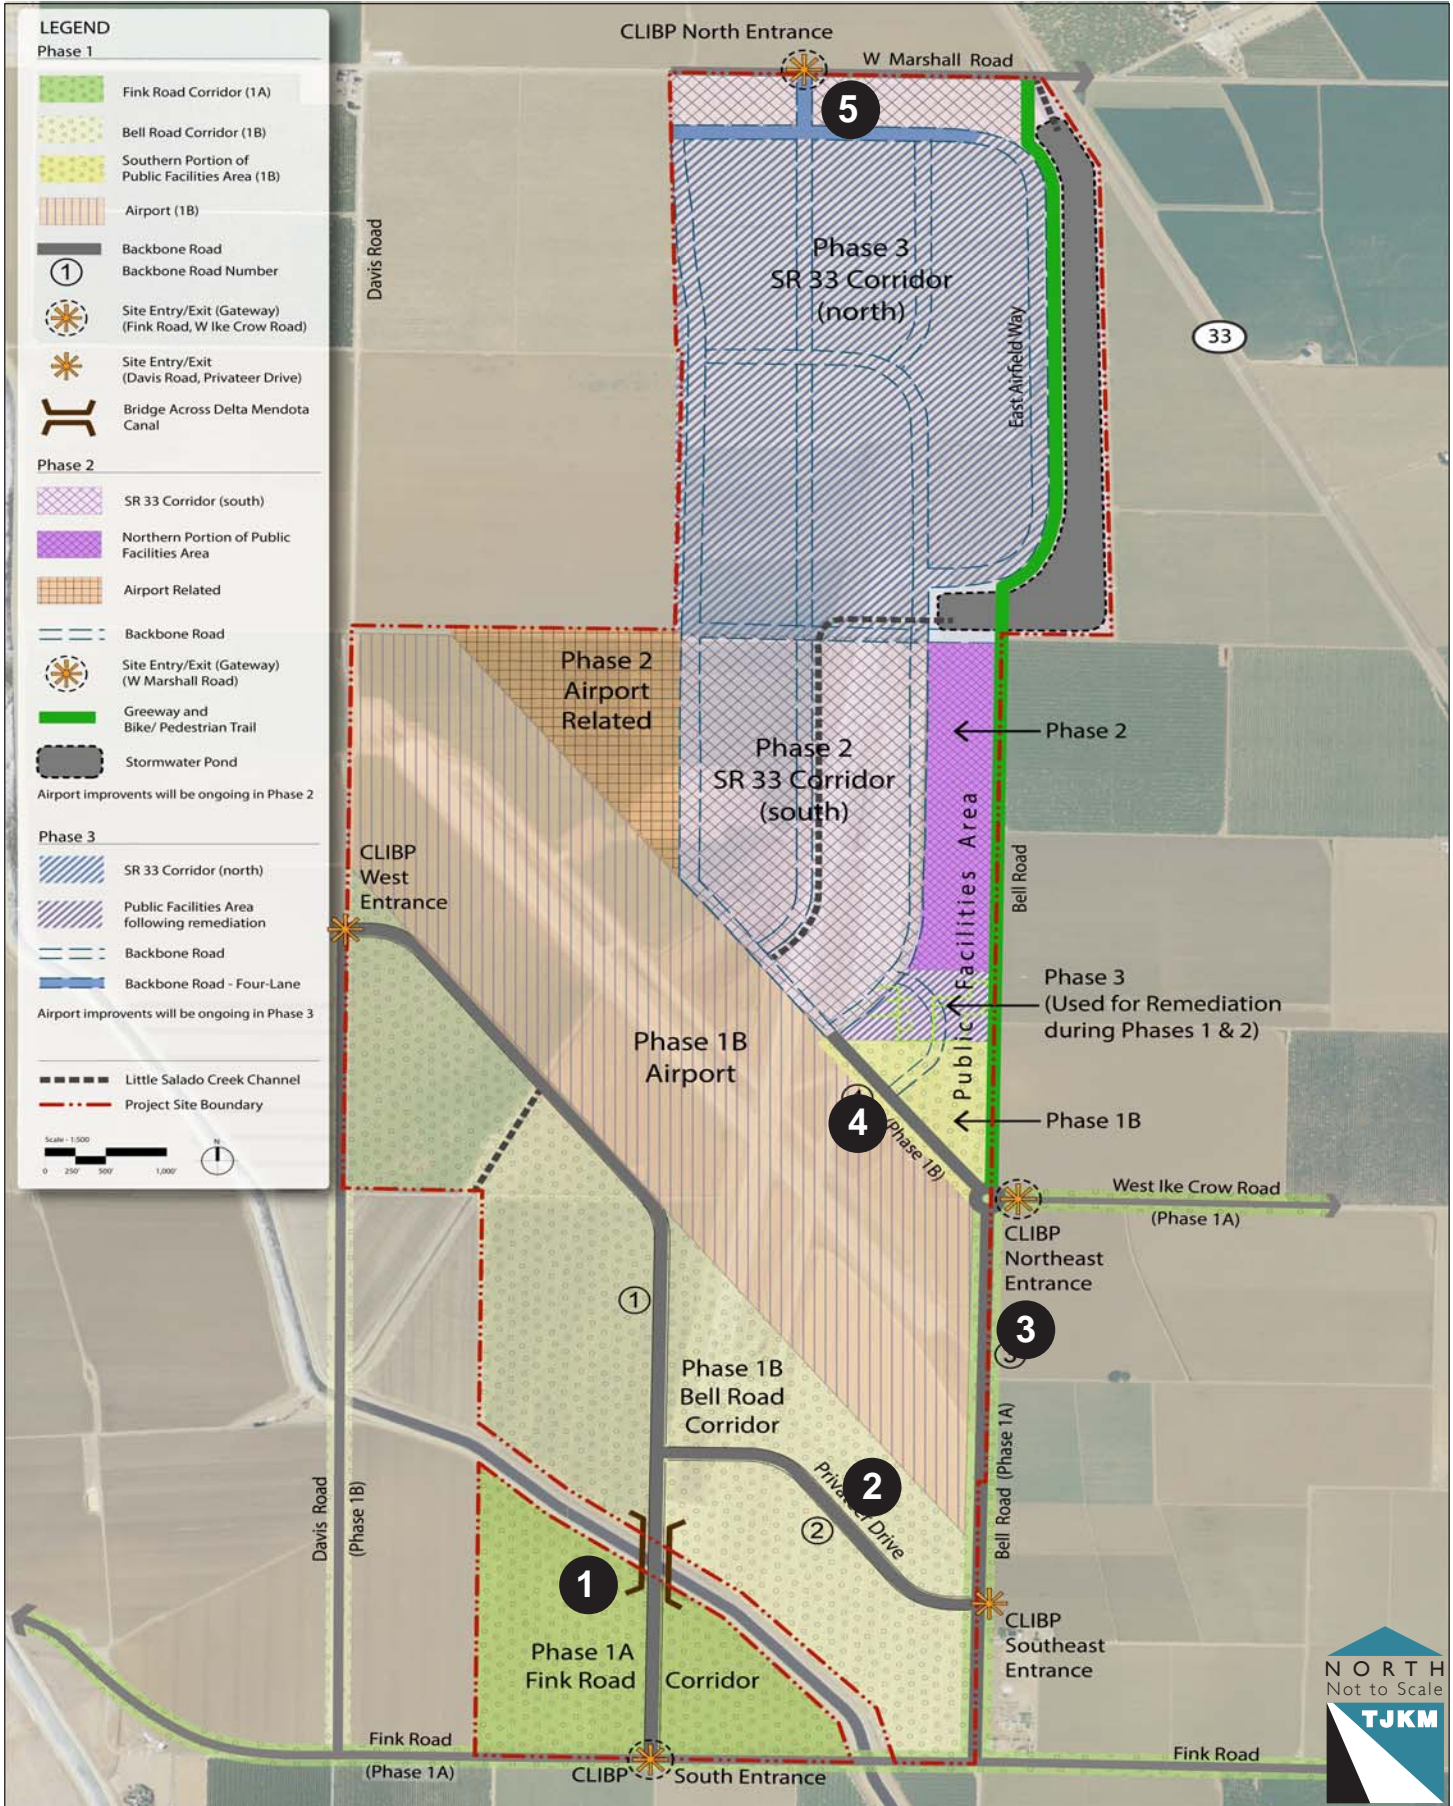 LEGEND
Phase 1
Fink Road Corridor (1A)
Bell Road Corridor (1B)
Southern Portion of
Public Facilities Area (1B)
Airport (1B)
Backbone Road
1
Backbone Road Number
Site Entry/Exit (Gateway)
(Fink Road, W Ike Crow Road)
Site Entry/Exit
(Davis Road, Privateer Drive)
Bridge Across Delta Mendota
Canal
Phase 2
SR 33 Corridor (south)
Northern Portion of Public
Facilities Area
Airport Related
Backbone Road
Site Entry/Exit (Gateway)
(W Marshall Road)
Greeway and
Bike/ Pedestrian Trail
Stormwater Pond
Airport improvents will be ongoing in Phase 2
Phase 3
SR 33 Corridor (north)
Public Facilities Area
following remediation
Backbone Road
Backbone Road - Four-Lane
Airport improvents will be ongoing in Phase 3
Little Salado Creek Channel
Project Site Boundary
Scale - 1:500
0 250' 500' 1,000'
N
CLIBP North Entrance
W Marshall Road
5
Davis Road
Phase 3
SR 33 Corridor
(north)
East Airfield Way
33
Phase 2
Airport
Related
Phase 2
SR 33 Corridor
(south)
Phase 2
Public Facilities Area
Bell Road
CLIBP
West
Entrance
Phase 3
(Used for Remediation
during Phases 1 & 2)
Phase 1B
Airport
Phase 1B
4
(Phase 1B)
West Ike Crow Road
(Phase 1A)
CLIBP
Northeast
Entrance
1
3
3
Phase 1B
Bell Road
Corridor
Bell Road (Phase 1A)
2
Drive
2
Davis Road
(Phase 1B)
1
CLIBP
Southeast
Entrance
Phase 1A
Fink Road Corridor
Fink Road
(Phase 1A)
CLIBP South Entrance
Fink Road
NORTH
Not to Scale
TJKM